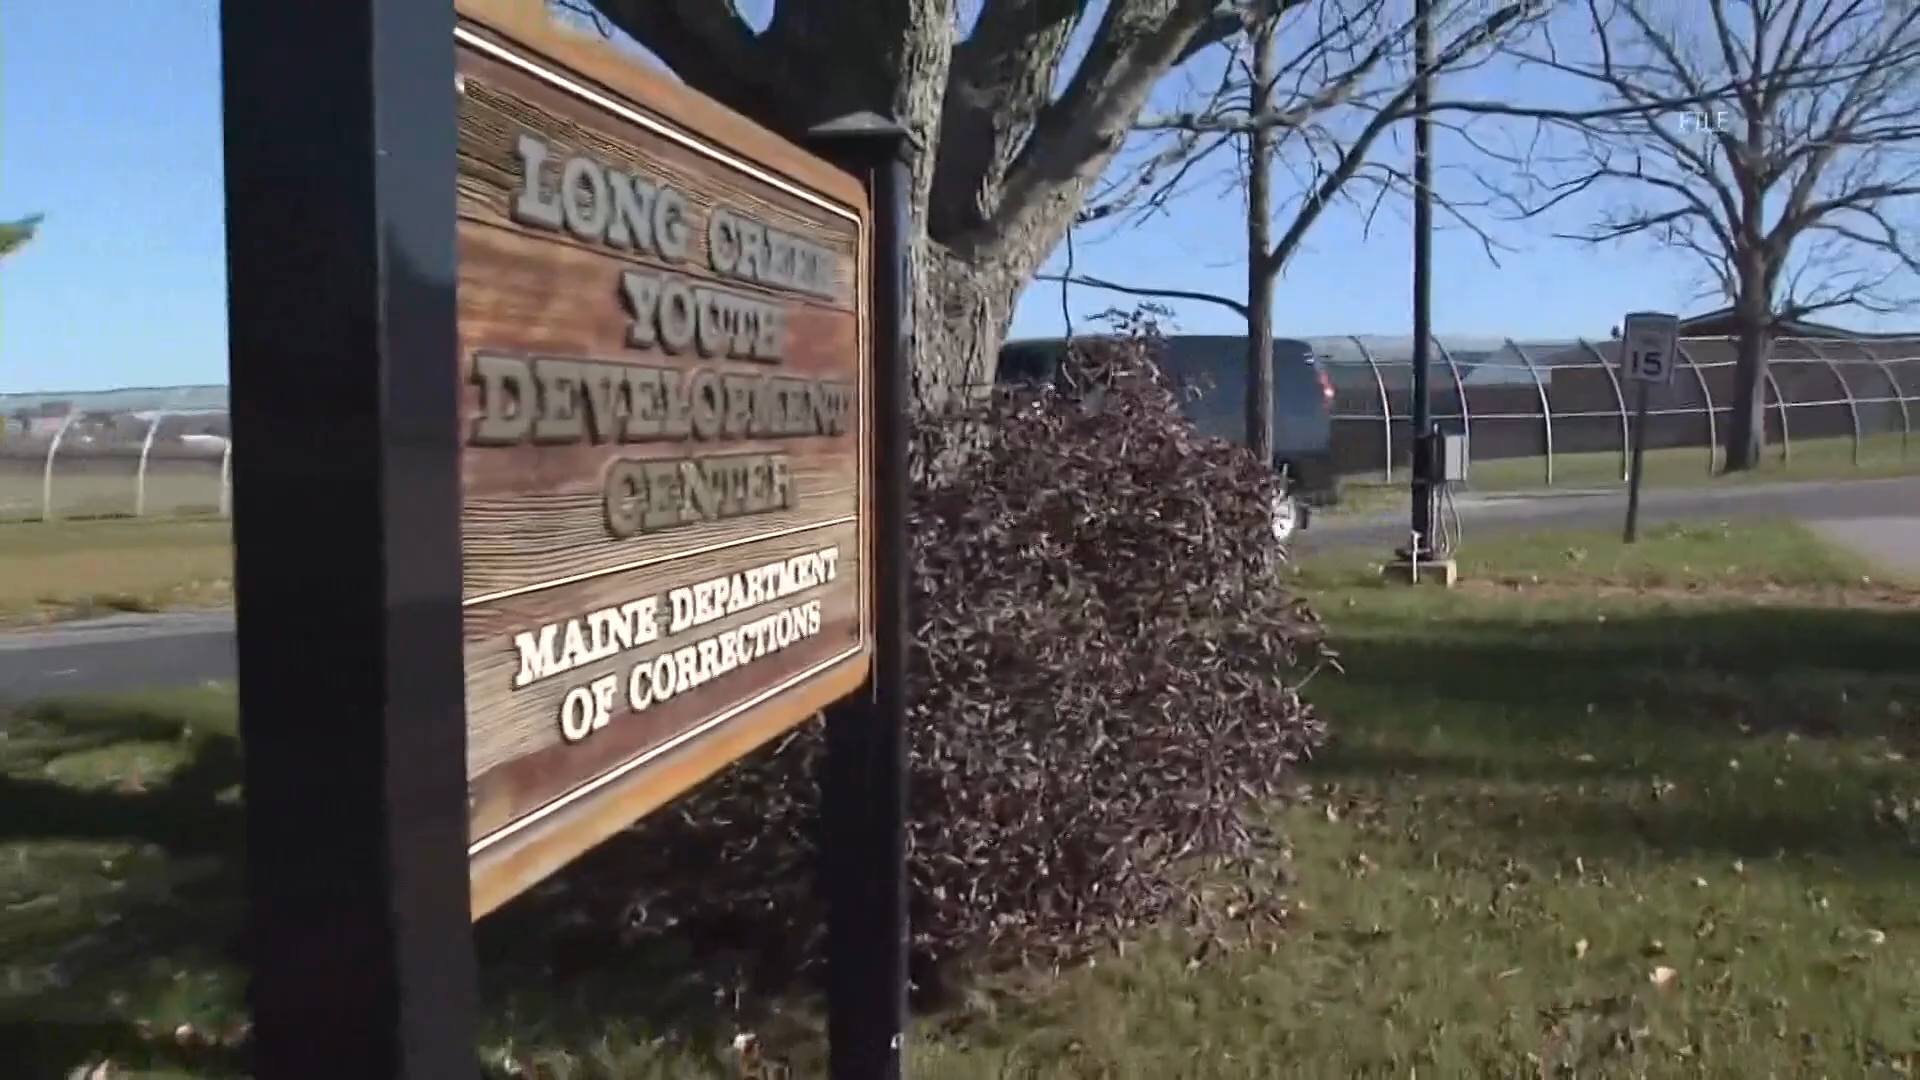 LONG CREEK
YOUTH
DEVELOPMENT
CENTER
MAINE DEPARTMENT
OF CORRECTIONS
FILE
15